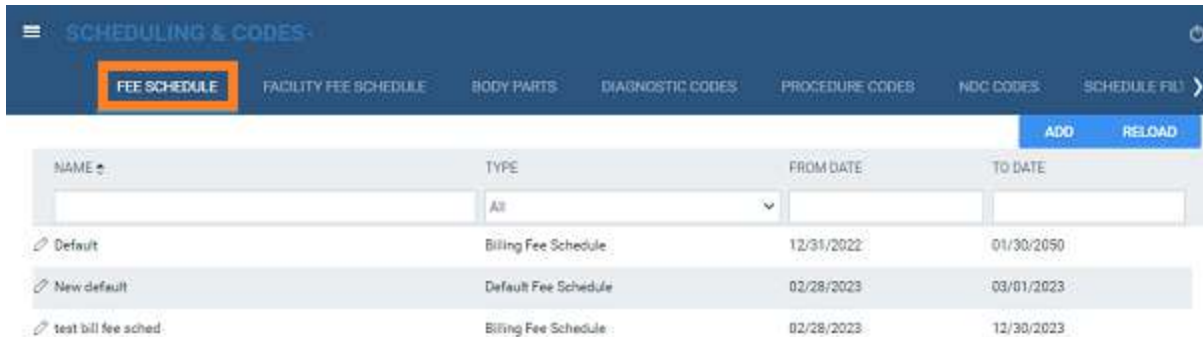 SCHEDULING & CODES
FEE SCHEDULE FACILITY FEE SCHEDULE BODY PARTS DIAGNOSTIC CODES PROCEDURE CODES NDC CODES SCHEDULE FILT
ADD RELOAD
NAME TYPE FROM DATE TO DATE
All
Default Billing Fee Schedule 12/31/2022 01/30/2050
New default Default Fee Schedule 02/28/2023 03/01/2023
test bill fee sched Billing Fee Schedule 02/28/2023 12/30/2023